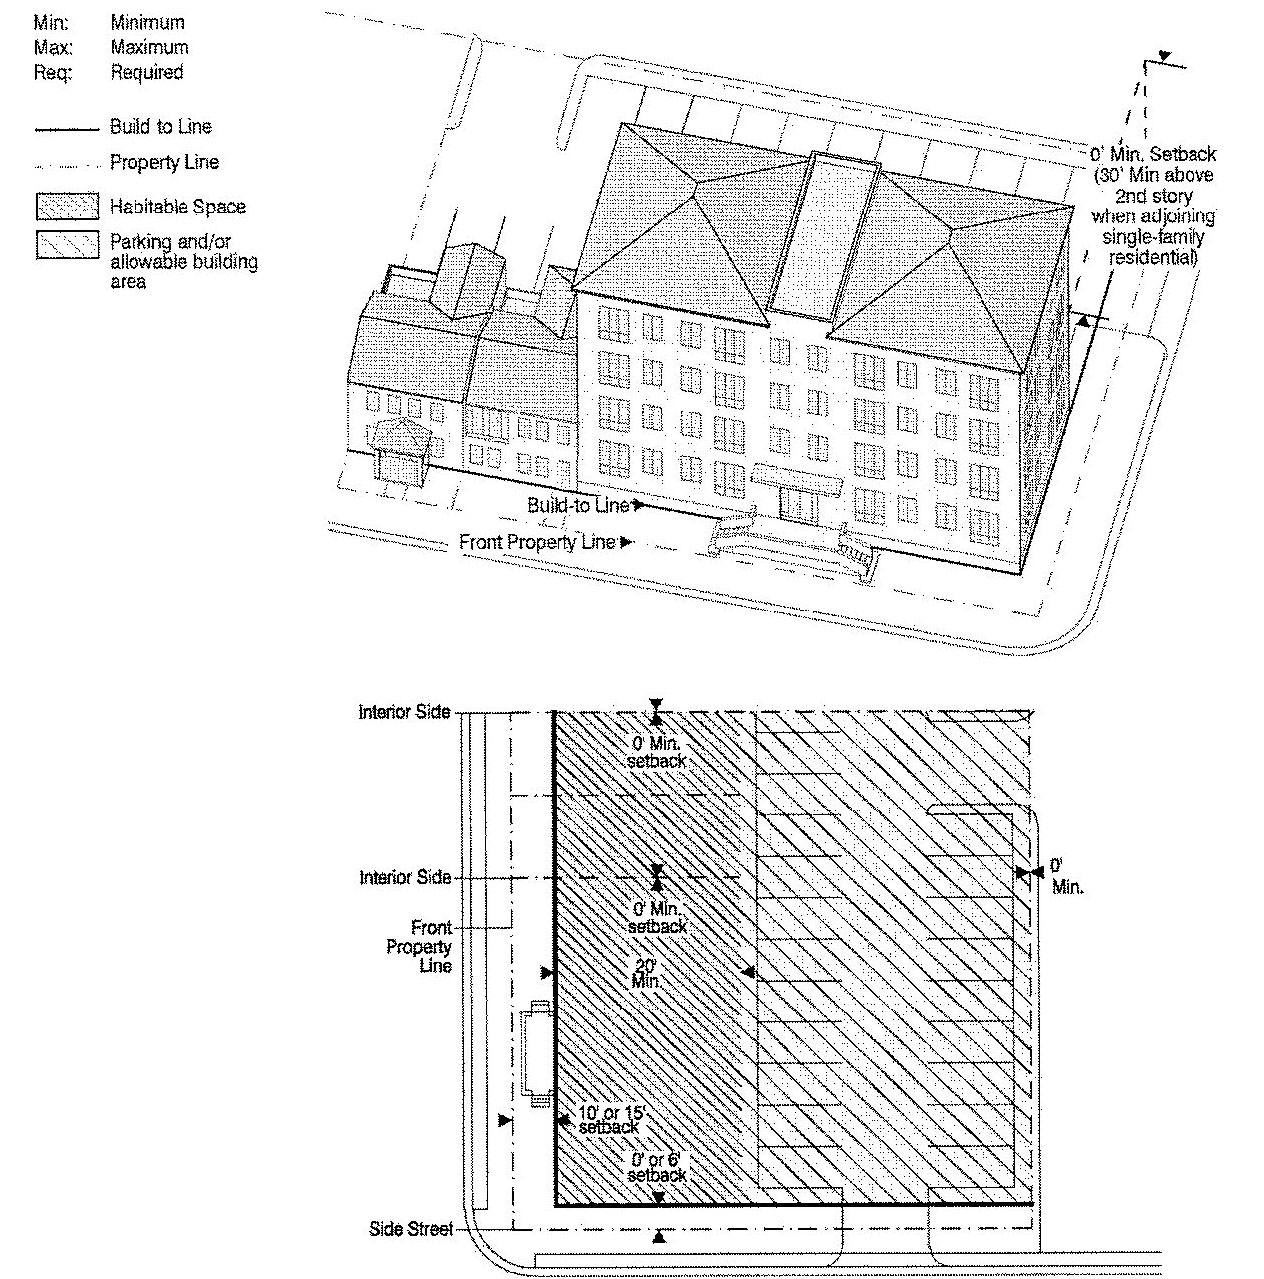 Min: Minimum
Max: Maximum
Req: Required
Build to Line
Property Line
Habitable Space
Parking and/or
allowable building
area
0' Min. Setback
(30' Min above
2nd story
when adjoining
single-family
residential)
Build-to Line
Front Property Line
Interior Side
0' Min.
setback
Interior Side
0'
Min.
0' Min.
setback
Front
Property
Line
20'
Min.
10' or 15'
setback
0' or 6'
setback
Side Street